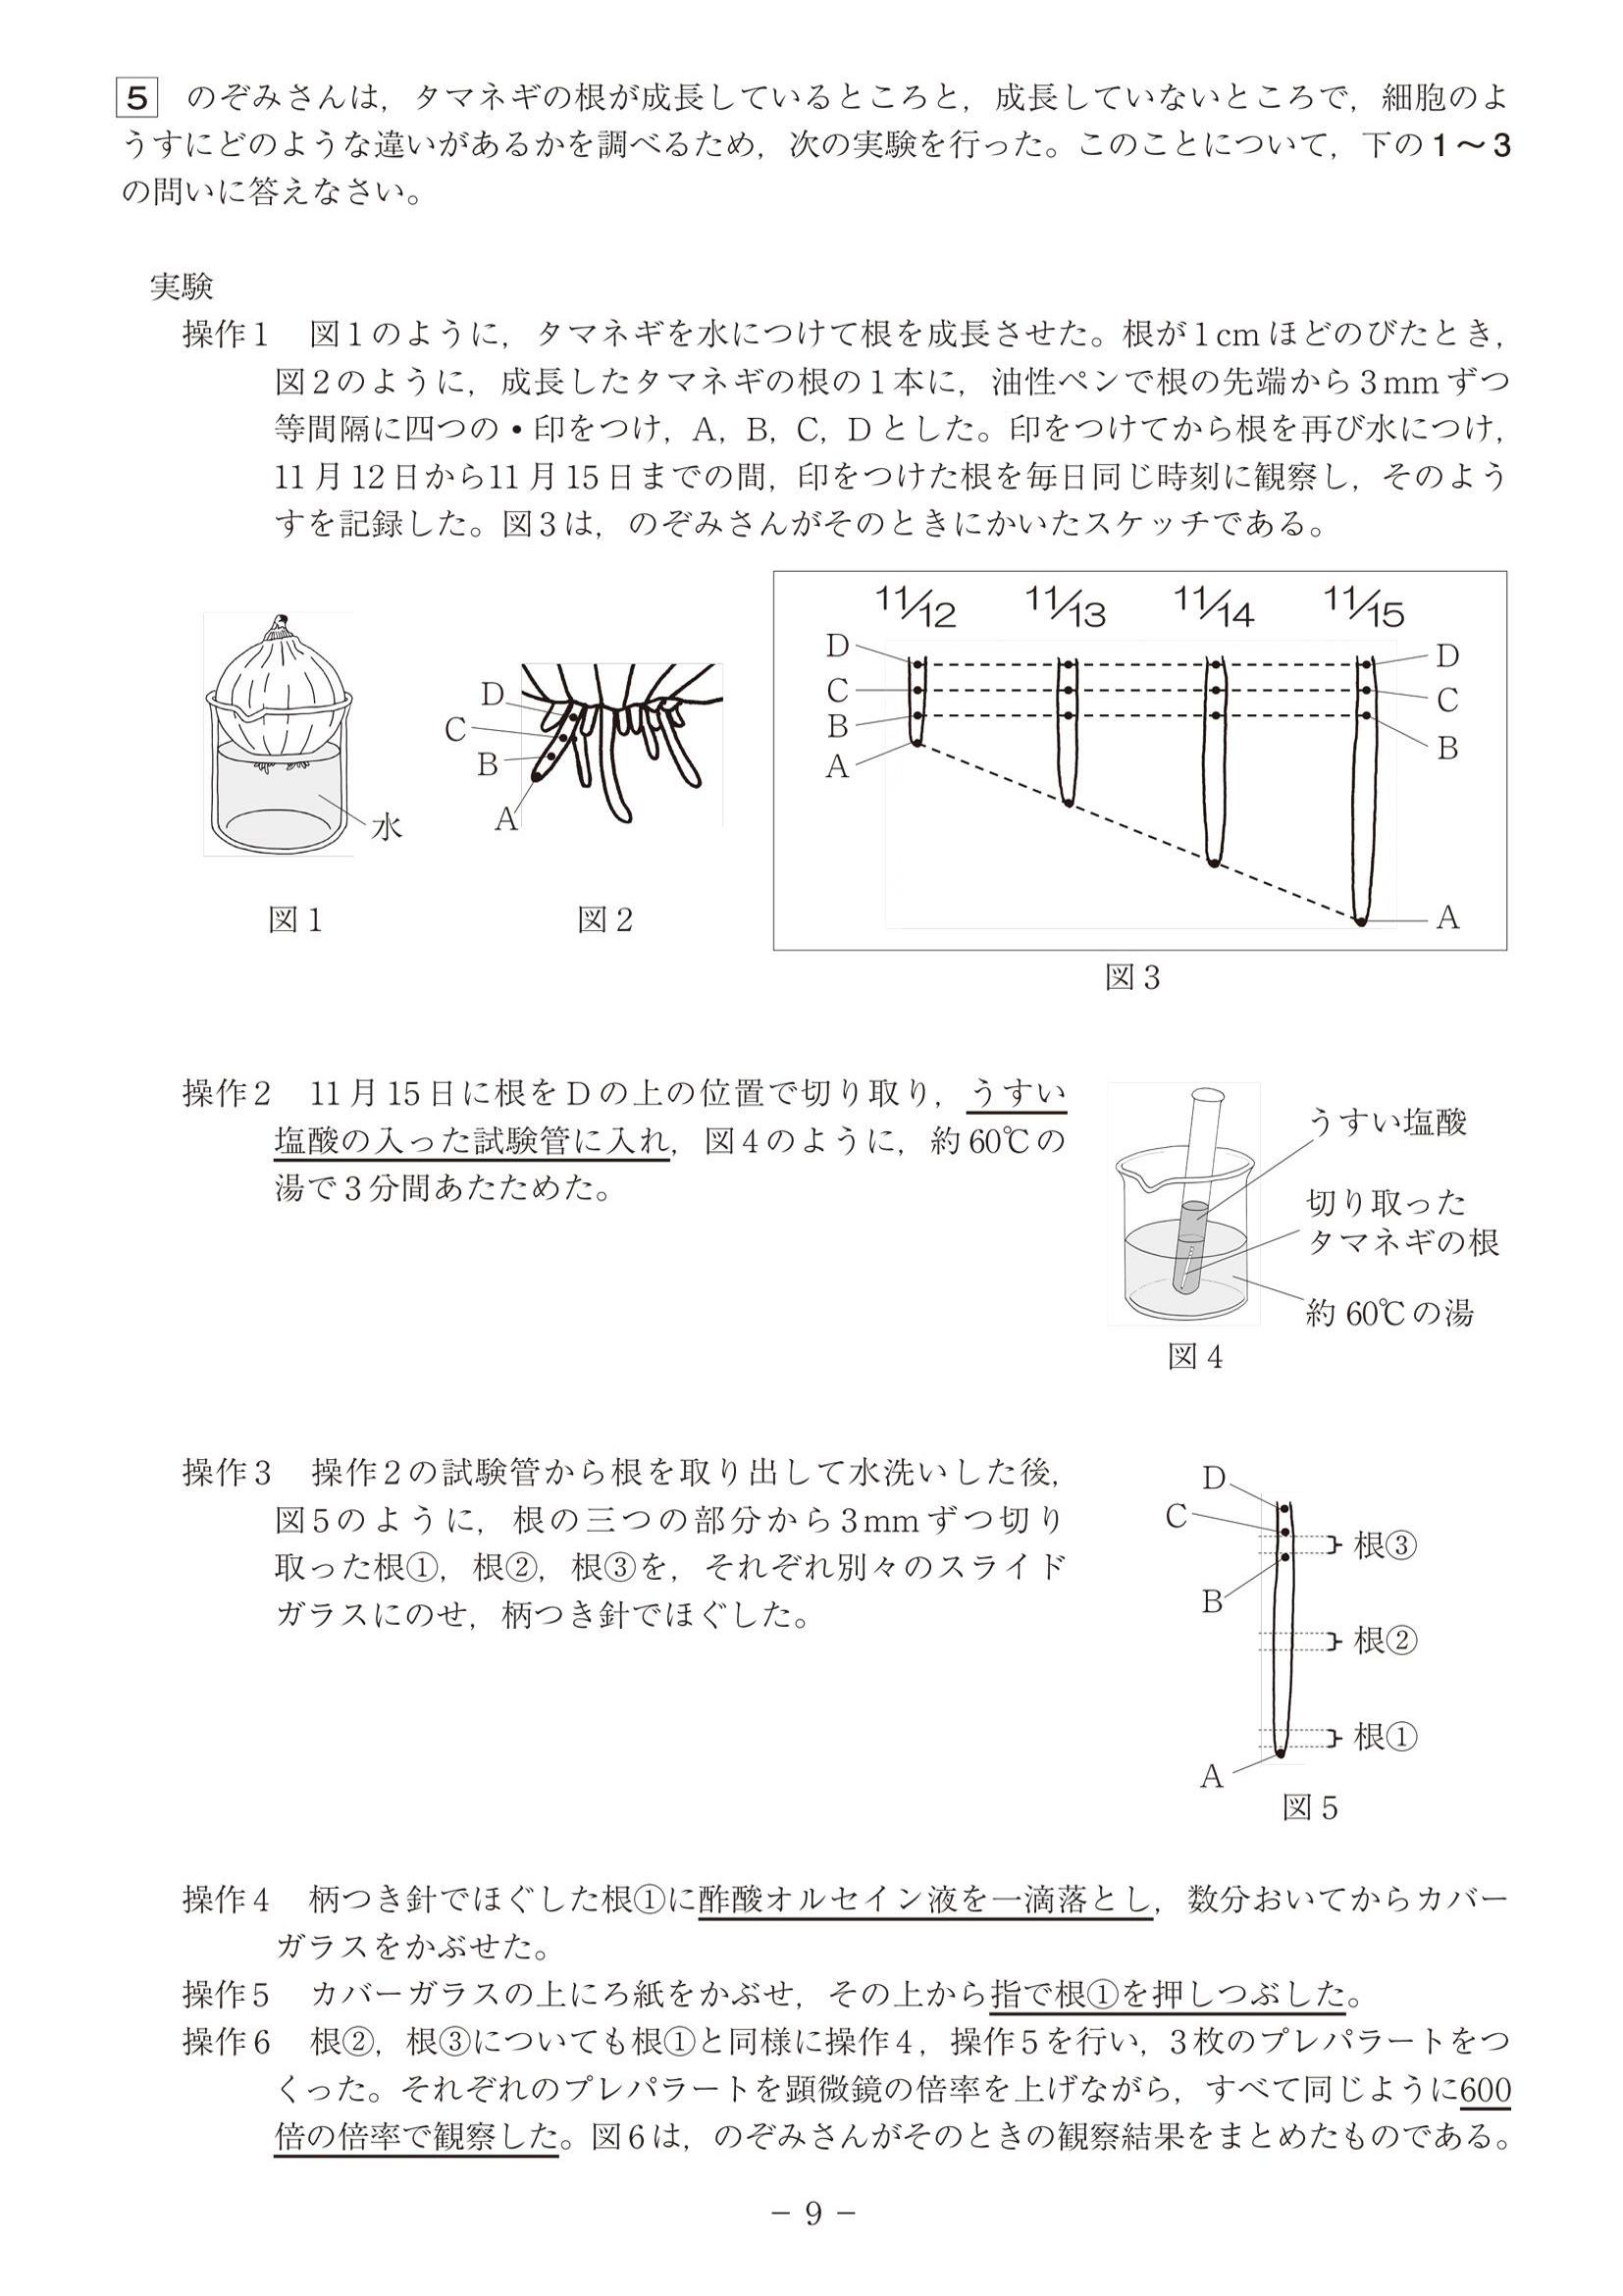 5 のぞみさんは，タマネギの根が成長しているところと，成長していないところで，細胞のよ
うすにどのような違いがあるかを調べるため，次の実験を行った。このことについて，下の1～3
の問いに答えなさい。
実験
操作1 図1のように，タマネギを水につけて根を成長させた。根が1cmほどのびたとき，
図2のように，成長したタマネギの根の1本に，油性ペンで根の先端から3mmずつ
等間隔に四つの・印をつけ，A，B，C，Dとした。印をつけてから根を再び水につけ，
11月12日から11月15日までの間，印をつけた根を毎日同じ時刻に観察し，そのよう
すを記録した。図3は，のぞみさんがそのときにかいたスケッチである。
水
図1
D
C
B
A
図2
11/12 11/13 11/14 11/15
D
C
B
A
D
C
B
A
図3
操作2 11月15日に根をDの上の位置で切り取り，うすい
塩酸の入った試験管に入れ，図4のように，約60℃の
湯で3分間あたためた。
うすい塩酸
切り取った
タマネギの根
約60℃の湯
図4
操作3 操作2の試験管から根を取り出して水洗いした後，
図5のように，根の三つの部分から3mmずつ切り
取った根①，根②，根③を，それぞれ別々のスライド
ガラスにのせ，柄つき針でほぐした。
D
C
根③
B
根②
根①
A
図5
操作4 柄つき針でほぐした根①に酢酸オルセイン液を一滴落とし，数分おいてからカバー
ガラスをかぶせた。
操作5 カバーガラスの上にろ紙をかぶせ，その上から指で根①を押しつぶした。
操作6 根②，根③についても根①と同様に操作4，操作5を行い，3枚のプレパラートをつ
くった。それぞれのプレパラートを顕微鏡の倍率を上げながら，すべて同じように600
倍の倍率で観察した。図6は，のぞみさんがそのときの観察結果をまとめたものである。
－ 9 －